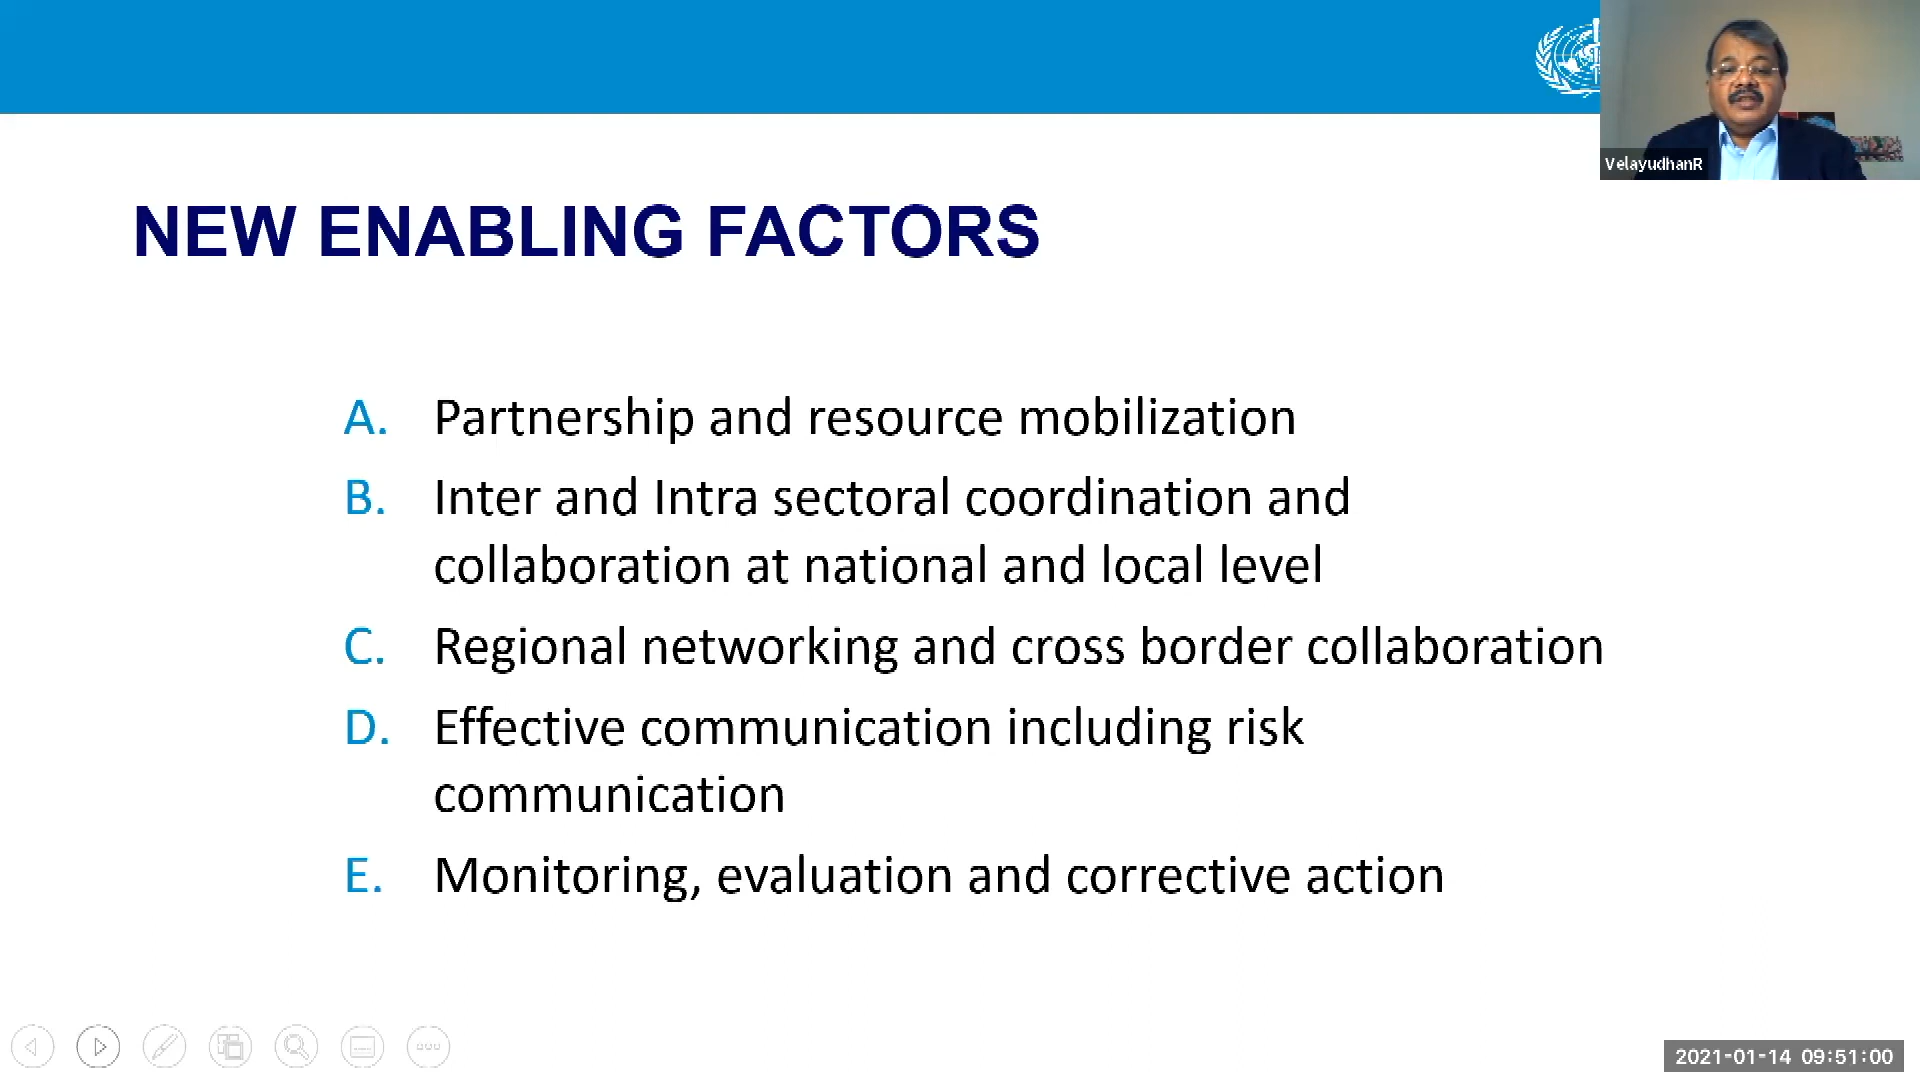 VelayudhanR
NEW ENABLING FACTORS
A. Partnership and resource mobilization
B. Inter and Intra sectoral coordination and
collaboration at national and local level
C. Regional networking and cross border collaboration
D. Effective communication including risk
communication
E. Monitoring, evaluation and corrective action
2021-01-14 09:51:00